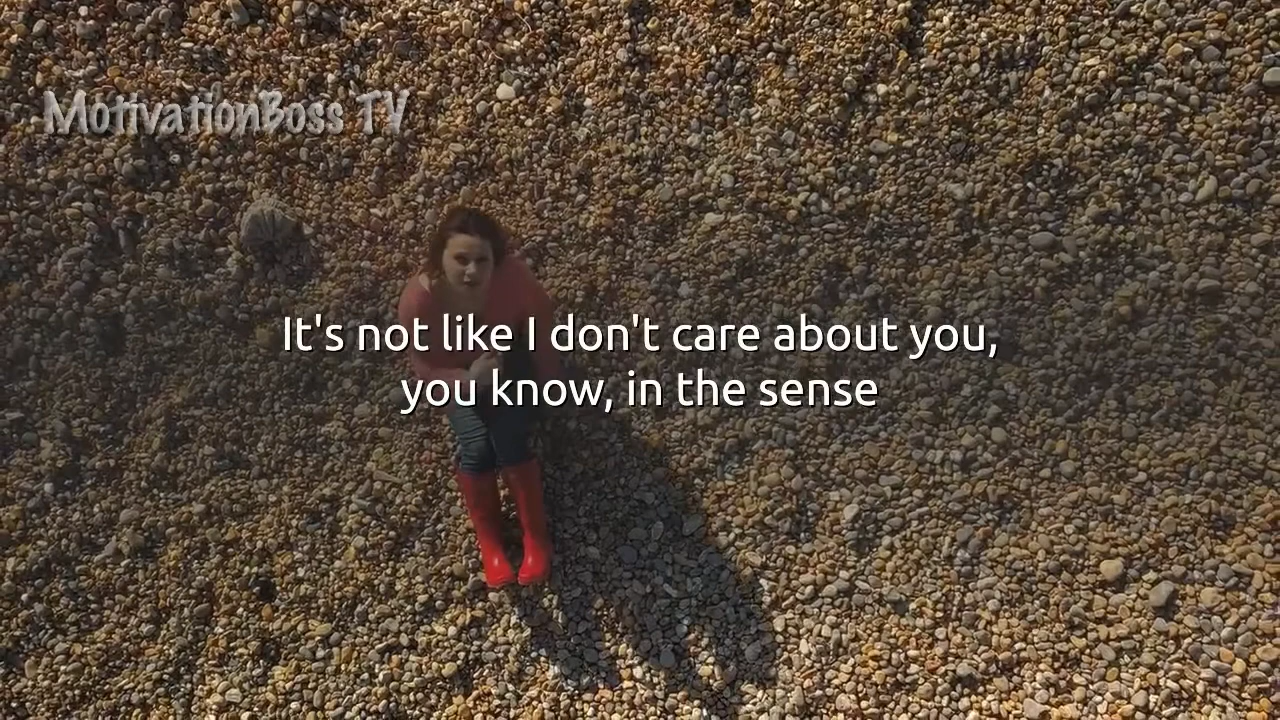 MotivationBoss TV
It's not like I don't care about you,
you know, in the sense